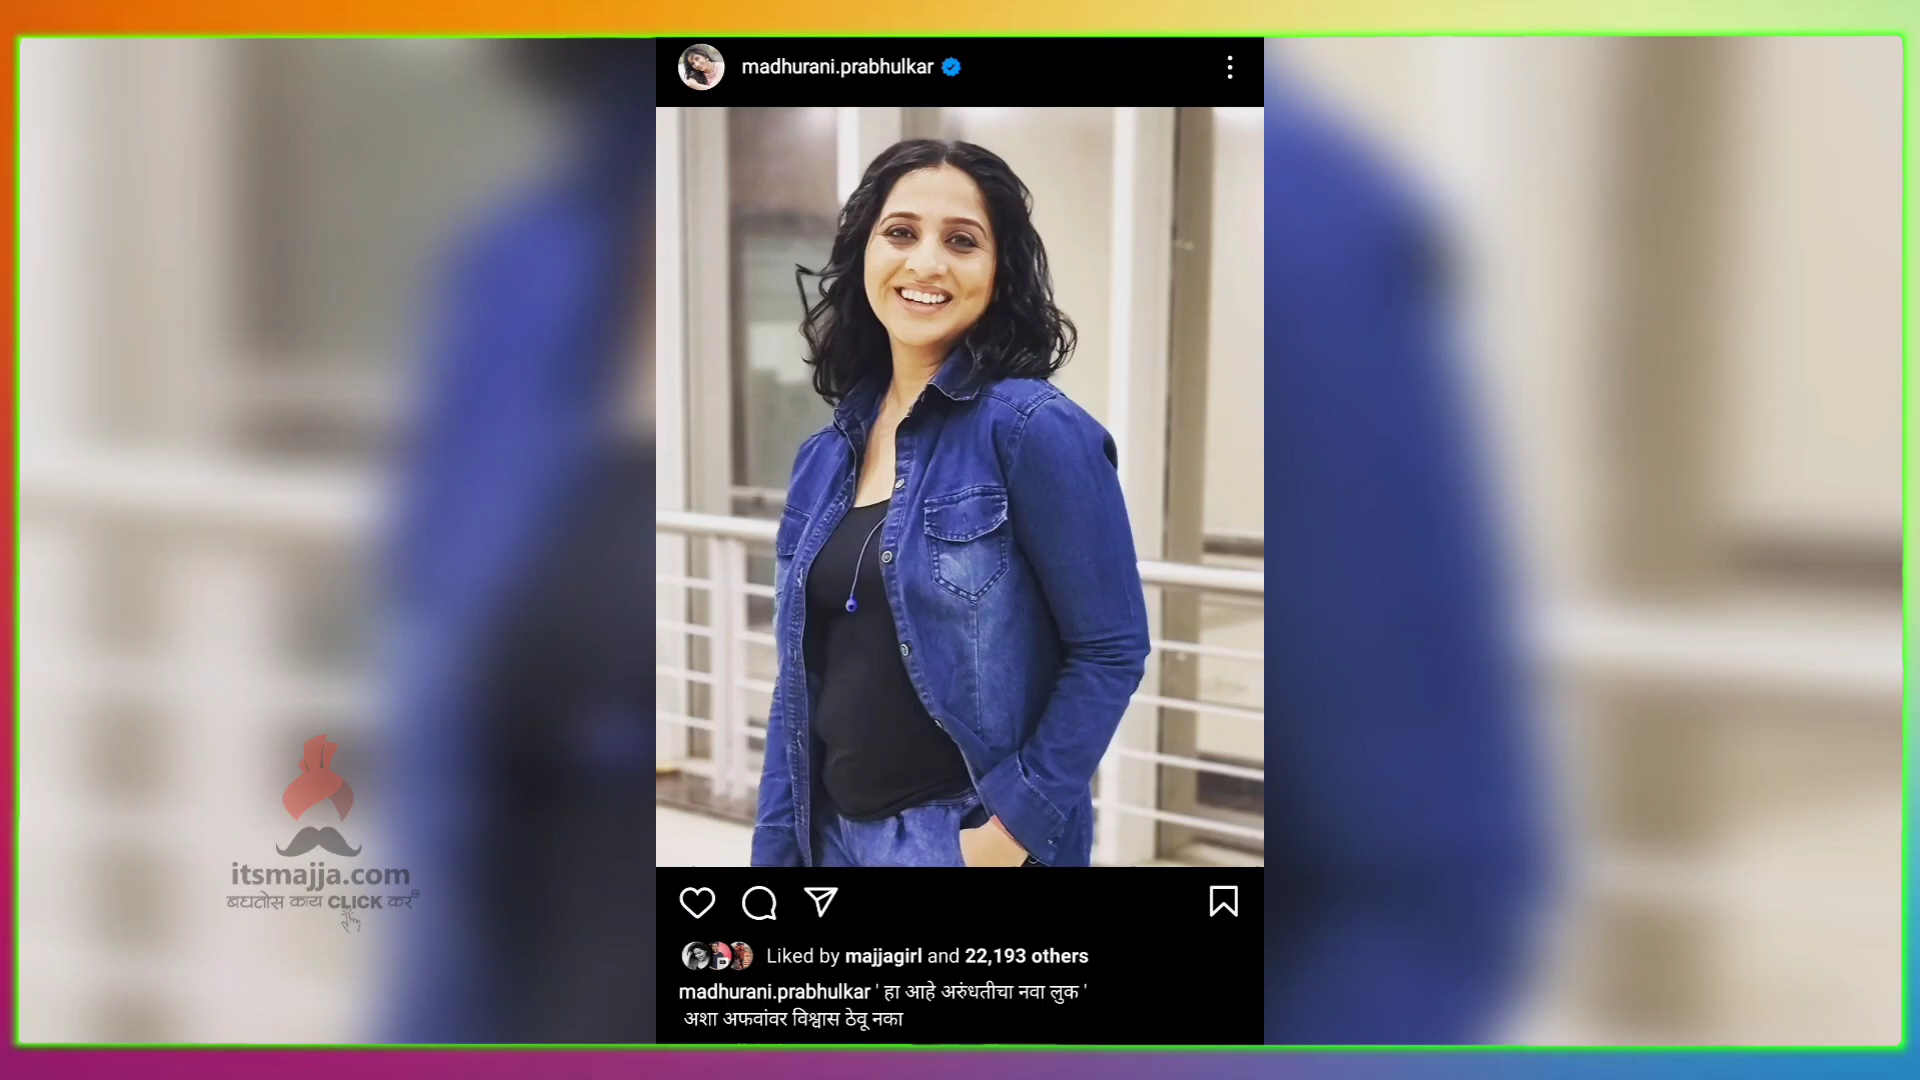 madhurani.prabhulkar
itsmajja.com
बघतोस काय CLICK कर
Liked by majjagirl and 22,193 others
madhurani.prabhulkar ' हा आहे अरुंधतीचा नवा लुक '
अशा अफवांवर विश्वास ठेवू नका